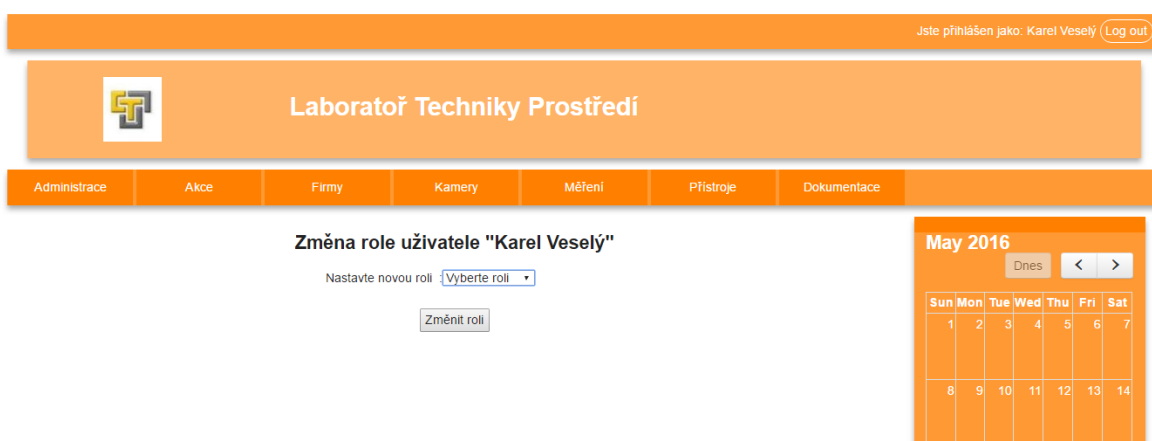 Jste přihlášen jako: Karel Veselý Log out
Laboratoř Techniky Prostředí
Administrace Akce Firmy Kamery Měření Přístroje Dokumentace
Změna role uživatele "Karel Veselý"
Nastavte novou roli : Vyberte roli
Změnit roli
May 2016
Dnes < >
Sun Mon Tue Wed Thu Fri Sat
1 2 3 4 5 6 7
8 9 10 11 12 13 14